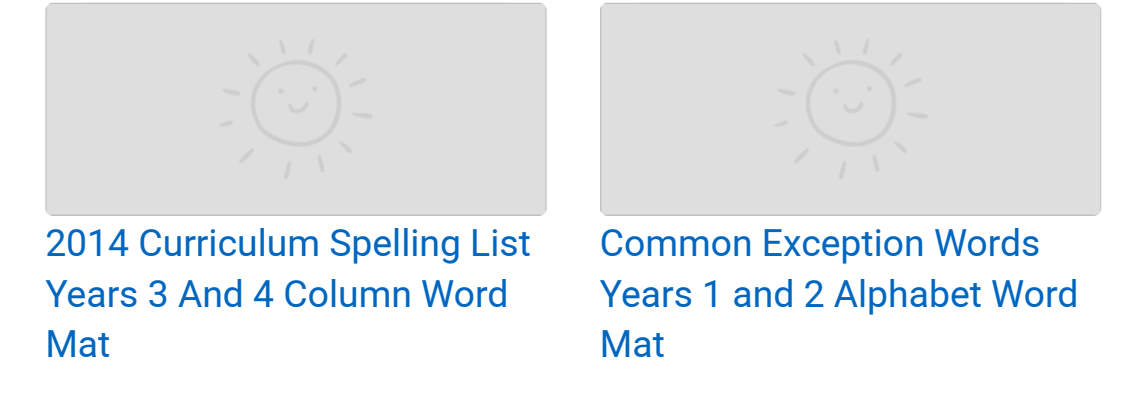 2014 Curriculum Spelling List
Years 3 And 4 Column Word
Mat
Common Exception Words
Years 1 and 2 Alphabet Word
Mat